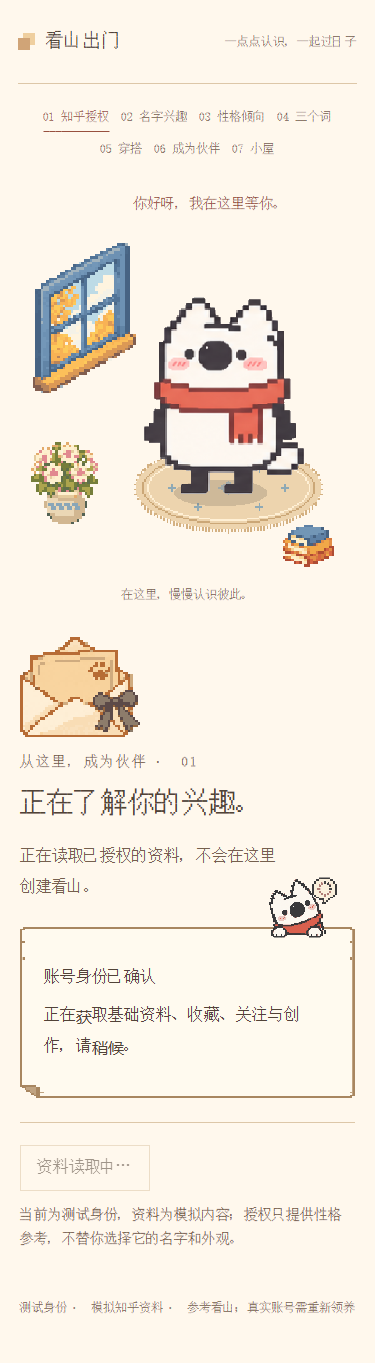 看山出门
一点点认识，一起过日子
01 知乎授权 02 名字兴趣 03 性格倾向 04 三个词
05 穿搭 06 成为伙伴 07 小屋
你好呀，我在这里等你。
在这里，慢慢认识彼此。
从这里，成为伙伴 · 01
正在了解你的兴趣。
正在读取已授权的资料，不会在这里
创建看山。
账号身份已确认
正在获取基础资料、收藏、关注与创
作，请稍候。
资料读取中…
当前为测试身份，资料为模拟内容；授权只提供性格
参考，不替你选择它的名字和外观。
测试身份 · 模拟知乎资料 · 参考看山；真实账号需重新领养